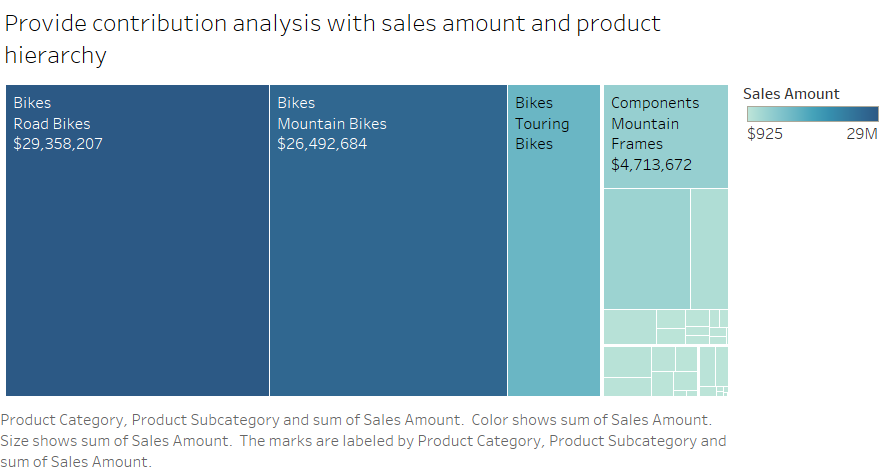 Provide contribution analysis with sales amount and product
hierarchy
Bikes
Road Bikes
$29,358,207
Bikes
Mountain Bikes
$26,492,684
Bikes
Touring
Bikes
Components
Mountain
Frames
$4,713,672
Sales Amount
$925
29M
Product Category, Product Subcategory and sum of Sales Amount.  Color shows sum of Sales Amount.
Size shows sum of Sales Amount.  The marks are labeled by Product Category, Product Subcategory and
sum of Sales Amount.